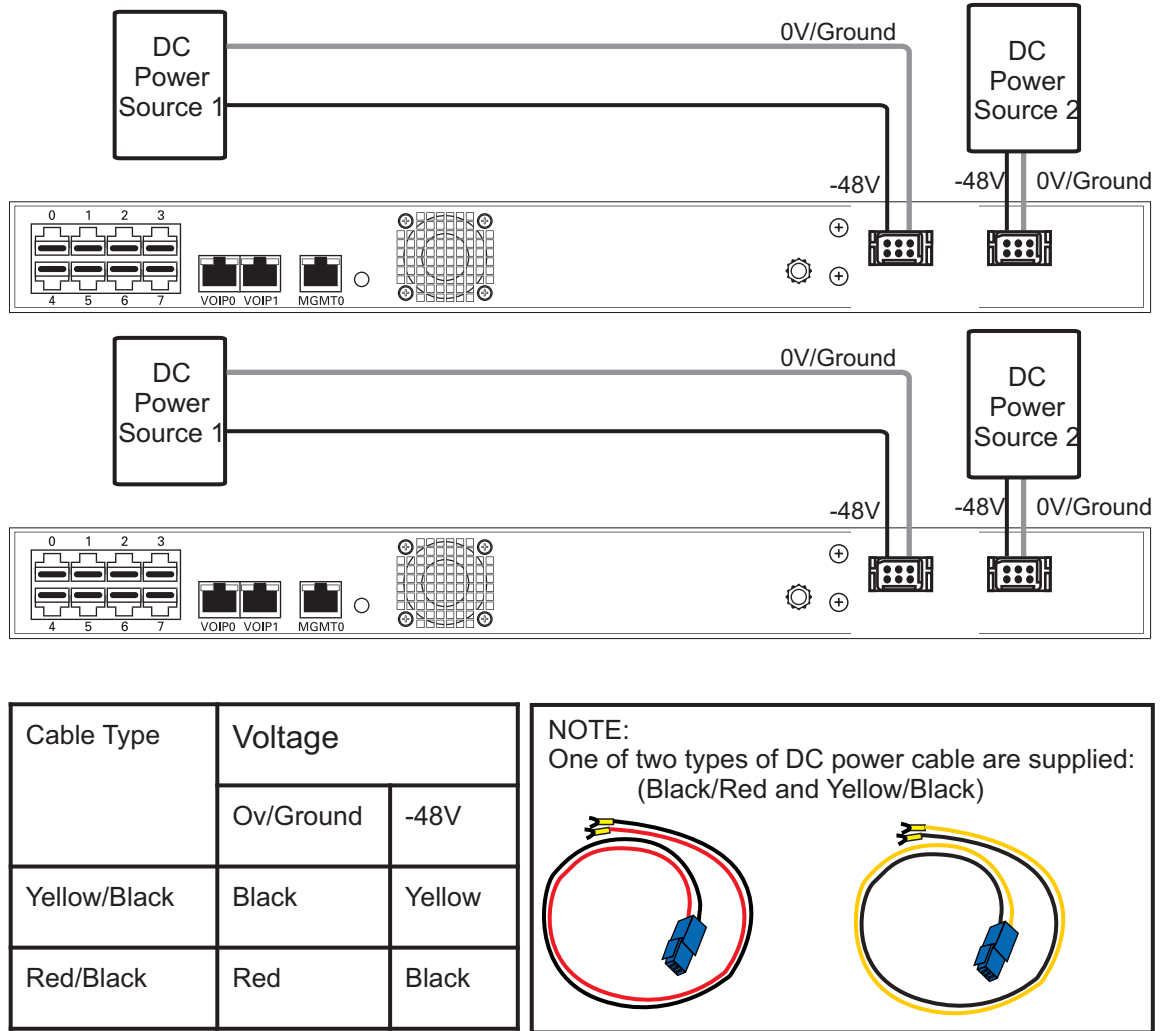 DC
Power
Source 1
0V/Ground
DC
Power
Source 2
-48V
-48V
0V/Ground
0 1 2 3
4 5 6 7
VOIP0 VOIP1 MGMT0
DC
Power
Source 1
0V/Ground
DC
Power
Source 2
-48V
-48V
0V/Ground
0 1 2 3
4 5 6 7
VOIP0 VOIP1 MGMT0
Cable Type Voltage
Ov/Ground -48V
Yellow/Black Black Yellow
Red/Black Red Black
NOTE:
One of two types of DC power cable are supplied:
(Black/Red and Yellow/Black)